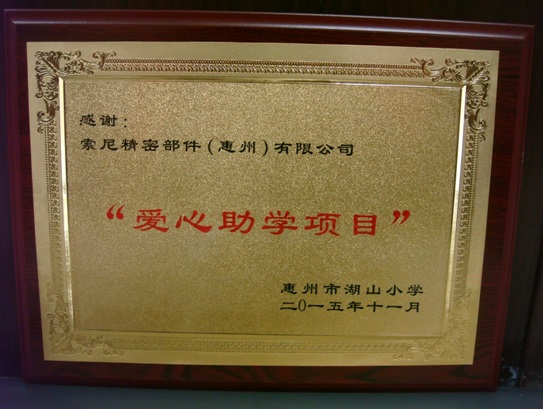 感谢：
索尼精密部件(惠州)有限公司
“爱心助学项目”
惠州市湖山小学
二0一五年十一月